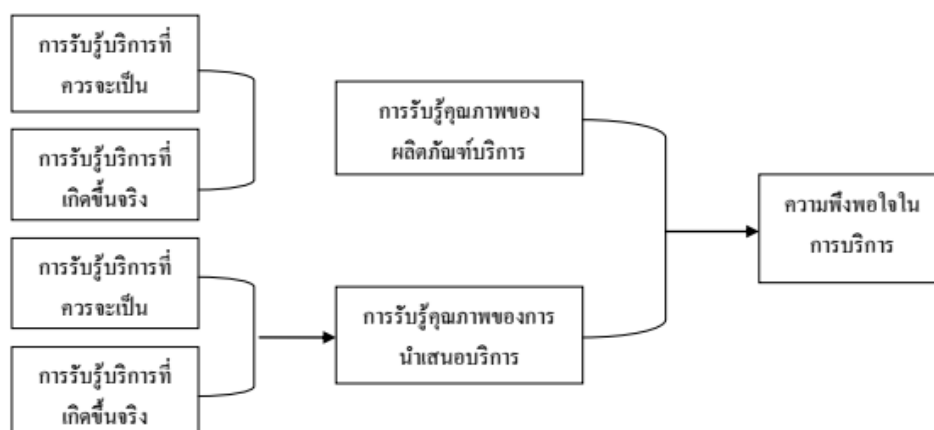 การรับรู้บริการที่
ควรจะเป็น
การรับรู้บริการที่
เกิดขึ้นจริง
การรับรู้คุณภาพของ
ผลิตภัณฑ์บริการ
ความพึงพอใจใน
การบริการ
การรับรู้บริการที่
ควรจะเป็น
การรับรู้บริการที่
เกิดขึ้นจริง
การรับรู้คุณภาพของการ
นำเสนอบริการ